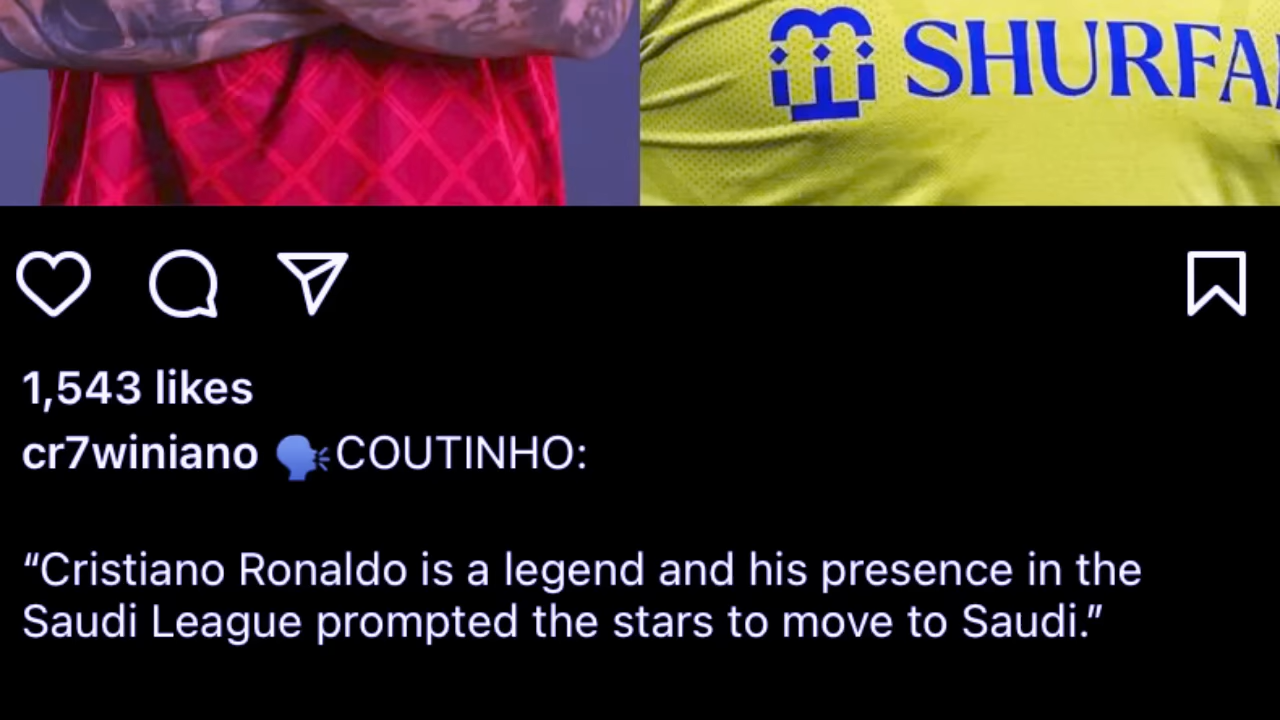 SHURFA
1,543 likes
cr7winiano 🗣️COUTINHO:
“Cristiano Ronaldo is a legend and his presence in the
Saudi League prompted the stars to move to Saudi.”